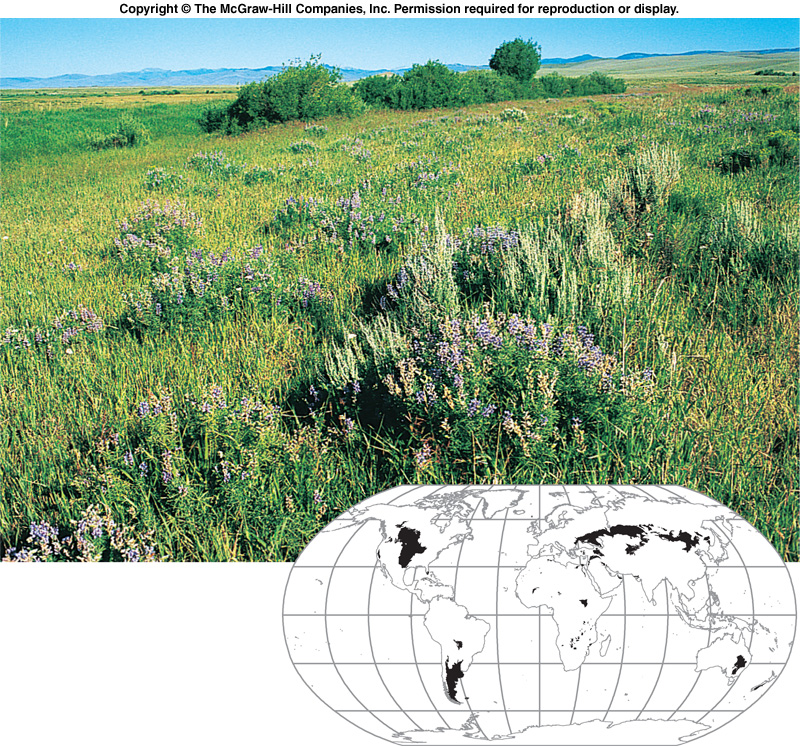 Copyright © The McGraw-Hill Companies, Inc. Permission required for reproduction or display.